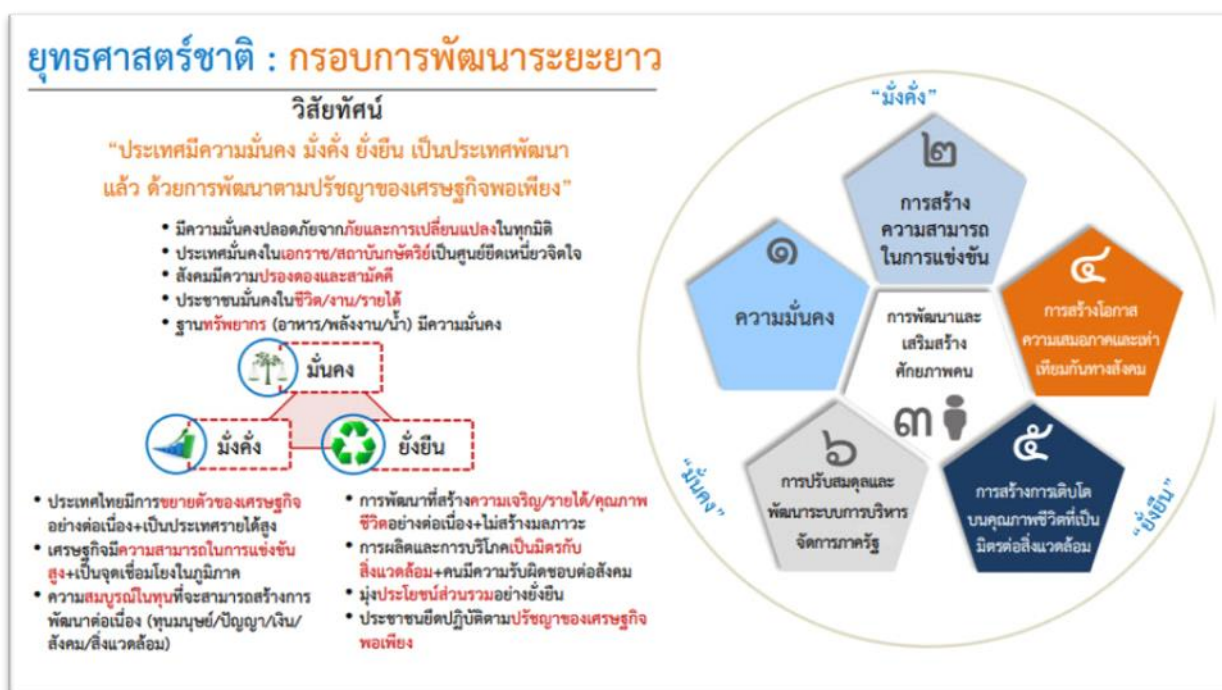 ยุทธศาสตร์ชาติ : กรอบการพัฒนาระยะยาว
วิสัยทัศน์
“ประเทศมีความมั่นคง มั่งคั่ง ยั่งยืน เป็นประเทศพัฒนา
แล้ว ด้วยการพัฒนาตามปรัชญาของเศรษฐกิจพอเพียง”
• มีความมั่นคงปลอดภัยจากภัยและการเปลี่ยนแปลงในทุกมิติ
• ประเทศมั่นคงในเอกราช/สถาบันกษัตริย์เป็นศูนย์ยึดเหนี่ยวจิตใจ
• สังคมมีความปรองดองและสามัคคี
• ประชาชนมั่นคงในชีวิต/งาน/รายได้
• ฐานทรัพยากร (อาหาร/พลังงาน/น้ำ) มีความมั่นคง
มั่นคง
มั่งคั่ง
ยั่งยืน
• ประเทศไทยมีการขยายตัวของเศรษฐกิจ
อย่างต่อเนื่อง+เป็นประเทศรายได้สูง
• เศรษฐกิจมีความสามารถในการแข่งขัน
สูง+เป็นจุดเชื่อมโยงในภูมิภาค
• ความสมบูรณ์ในทุนที่จะสามารถสร้างการ
พัฒนาต่อเนื่อง (ทุนมนุษย์/ปัญญา/เงิน/
สังคม/สิ่งแวดล้อม)
• การพัฒนาที่สร้างความเจริญ/รายได้/คุณภาพ
ชีวิตอย่างต่อเนื่อง+ไม่สร้างมลภาวะ
• การผลิตและการบริโภคเป็นมิตรกับ
สิ่งแวดล้อม+คนมีความรับผิดชอบต่อสังคม
• มุ่งประโยชน์ส่วนรวมอย่างยั่งยืน
• ประชาชนยึดปฏิบัติตามปรัชญาของเศรษฐกิจ
พอเพียง
“มั่งคั่ง”
๒
การสร้าง
ความสามารถ
ในการแข่งขัน
๑
ความมั่นคง
๔
การสร้างโอกาส
ความเสมอภาคและเท่า
เทียมกันทางสังคม
การพัฒนาและ
เสริมสร้าง
ศักยภาพคน
๓
๖
การปรับสมดุลและ
พัฒนาระบบการบริหาร
จัดการภาครัฐ
๕
การสร้างการเติบโต
บนคุณภาพชีวิตที่เป็น
มิตรต่อสิ่งแวดล้อม
“มั่นคง”
“ยั่งยืน”